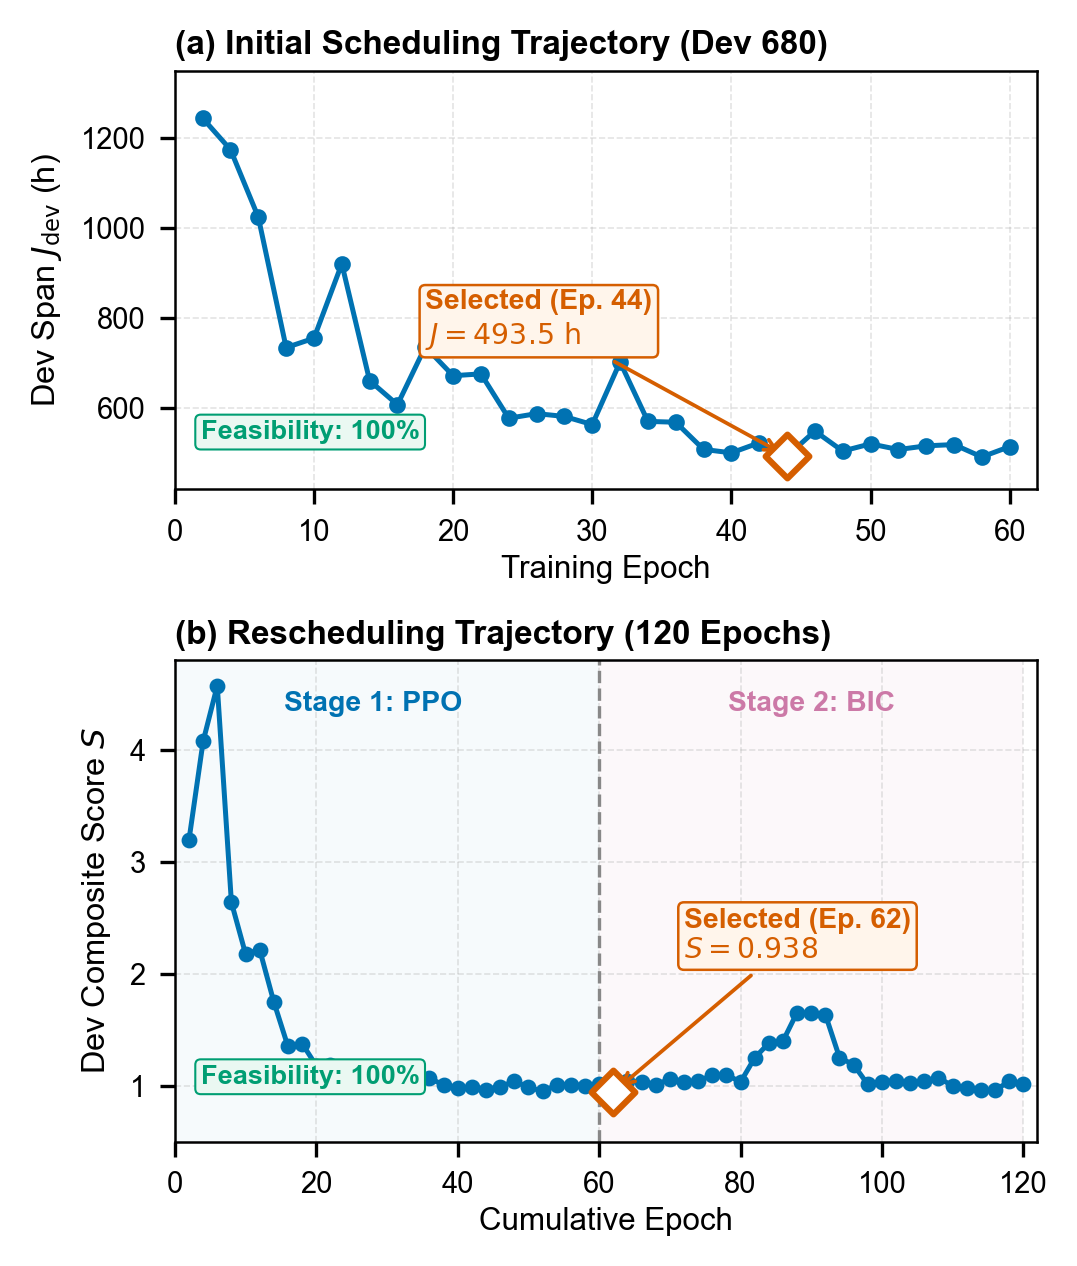 (a) Initial Scheduling Trajectory (Dev 680)
Dev Span J_dev (h)
1200
1000
800
600
Selected (Ep. 44)
J = 493.5 h
Feasibility: 100%
0 10 20 30 40 50 60
Training Epoch
(b) Rescheduling Trajectory (120 Epochs)
Dev Composite Score S
Stage 1: PPO
Stage 2: BIC
4
3
2
1
Selected (Ep. 62)
S = 0.938
Feasibility: 100%
0 20 40 60 80 100 120
Cumulative Epoch